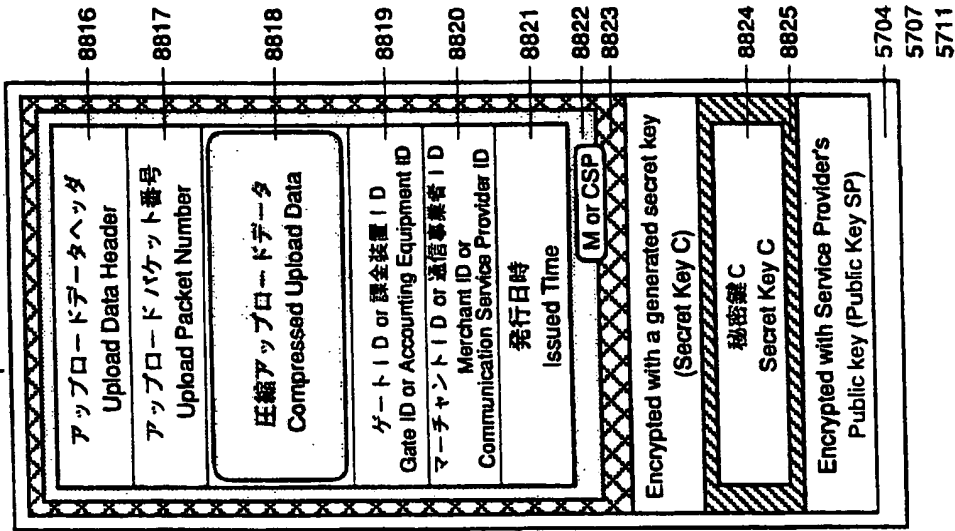 アップロードデータヘッダ
Upload Data Header
8816
アップロードパケット番号
Upload Packet Number
8817
圧縮アップロードデータ
Compressed Upload Data
8818
ゲートID or 課金装置ID
Gate ID or Accounting Equipment ID
8819
マーチャントID or 通信事業者ID
Merchant ID or
Communication Service Provider ID
8820
発行日時
Issued Time
8821
M or CSP
8822
8823
Encrypted with a generated secret key
(Secret Key C)
秘密鍵C
Secret Key C
8824
8825
Encrypted with Service Provider's
Public key (Public Key SP)
5704
5707
5711